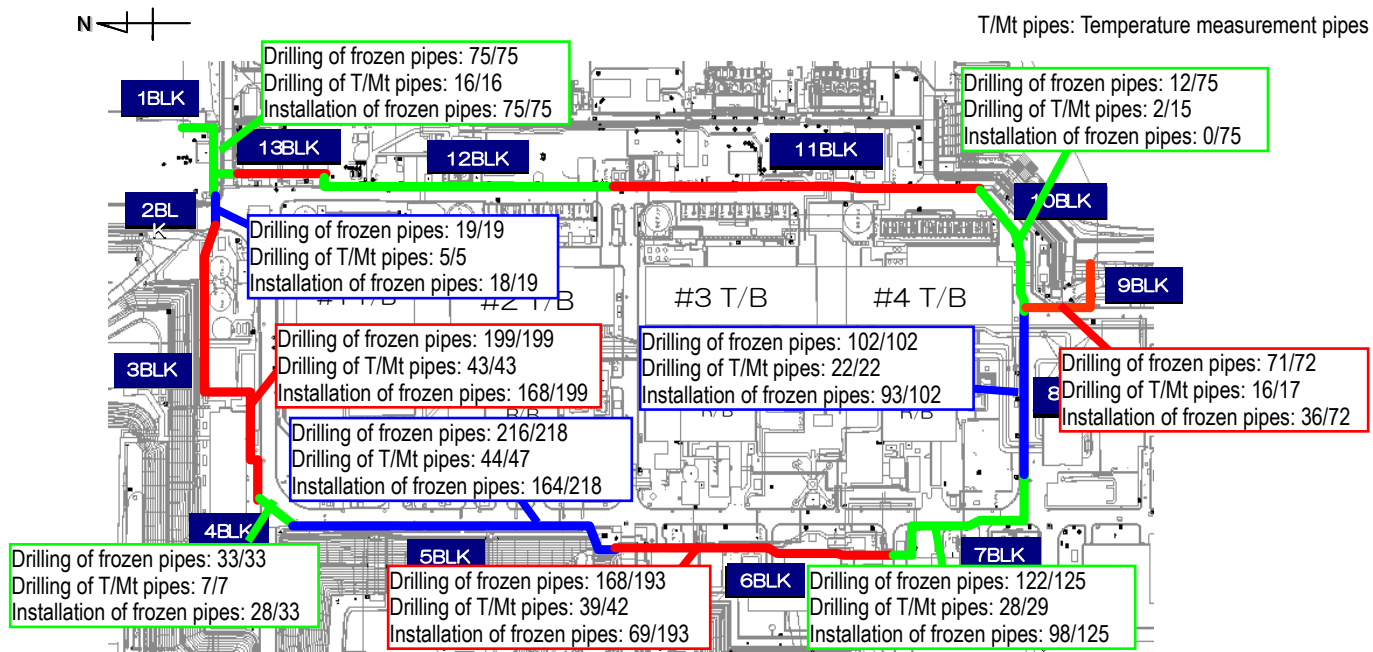 N
T/Mt pipes: Temperature measurement pipes
1BLK
Drilling of frozen pipes: 75/75
Drilling of T/Mt pipes: 16/16
Installation of frozen pipes: 75/75
Drilling of frozen pipes: 12/75
Drilling of T/Mt pipes: 2/15
Installation of frozen pipes: 0/75
13BLK
12BLK
11BLK
10BLK
2BL
K
Drilling of frozen pipes: 19/19
Drilling of T/Mt pipes: 5/5
Installation of frozen pipes: 18/19
#1 T/B
#2 T/B
#3 T/B
#4 T/B
9BLK
3BLK
Drilling of frozen pipes: 199/199
Drilling of T/Mt pipes: 43/43
Installation of frozen pipes: 168/199
Drilling of frozen pipes: 102/102
Drilling of T/Mt pipes: 22/22
Installation of frozen pipes: 93/102
8
Drilling of frozen pipes: 71/72
Drilling of T/Mt pipes: 16/17
Installation of frozen pipes: 36/72
R/B
R/B
R/B
Drilling of frozen pipes: 216/218
Drilling of T/Mt pipes: 44/47
Installation of frozen pipes: 164/218
4BLK
5BLK
6BLK
7BLK
Drilling of frozen pipes: 33/33
Drilling of T/Mt pipes: 7/7
Installation of frozen pipes: 28/33
Drilling of frozen pipes: 168/193
Drilling of T/Mt pipes: 39/42
Installation of frozen pipes: 69/193
Drilling of frozen pipes: 122/125
Drilling of T/Mt pipes: 28/29
Installation of frozen pipes: 98/125